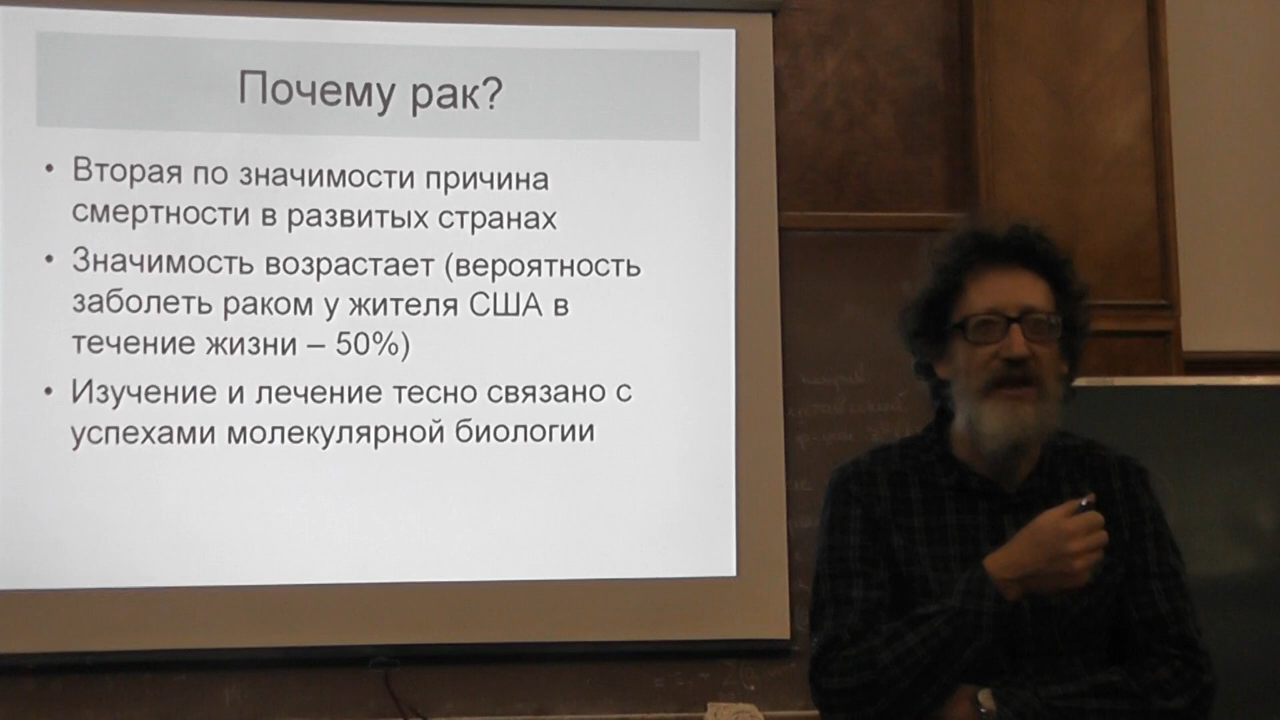 Почему рак?
• Вторая по значимости причина
смертности в развитых странах
• Значимость возрастает (вероятность
заболеть раком у жителя США в
течение жизни – 50%)
• Изучение и лечение тесно связано с
успехами молекулярной биологии